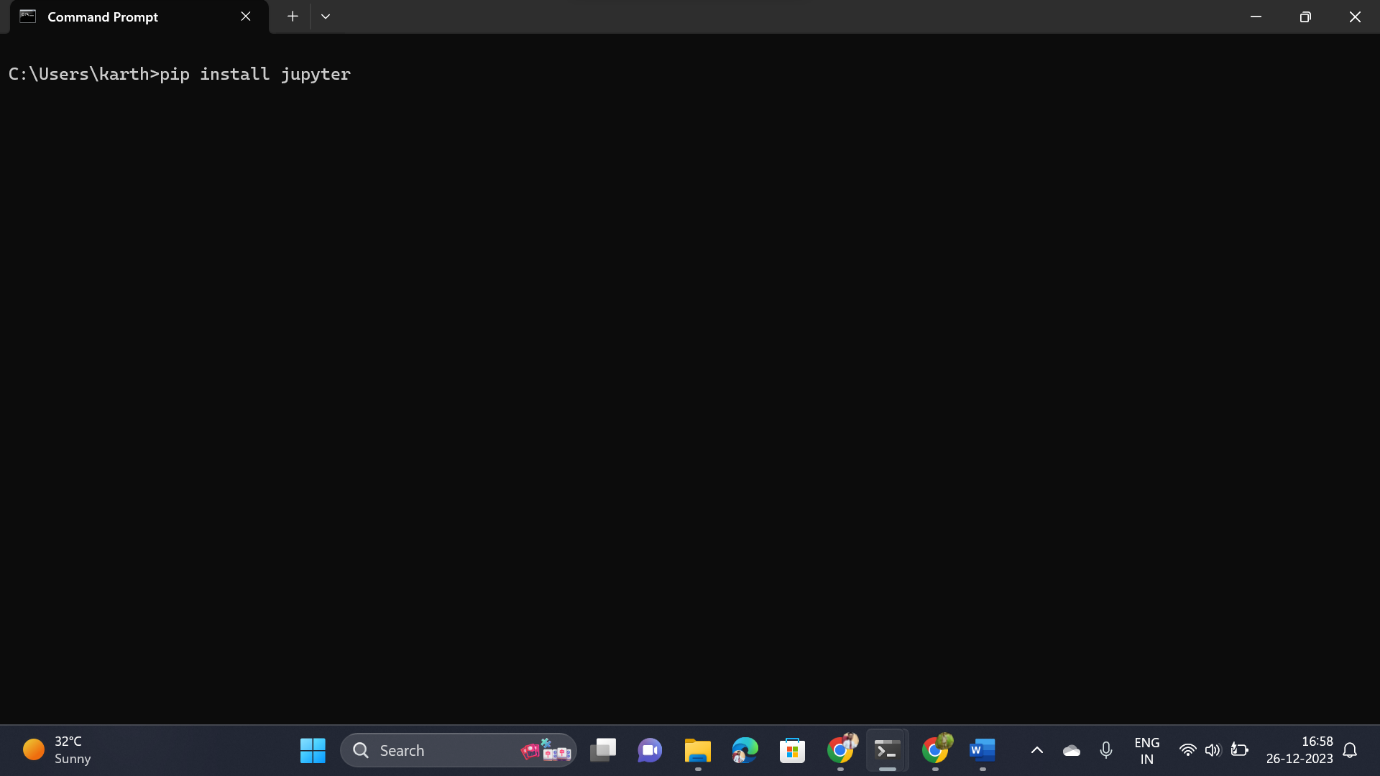 Command Prompt
C:\Users\karth>pip install jupyter
32°C
Sunny
Search
ENG
IN
16:58
26-12-2023